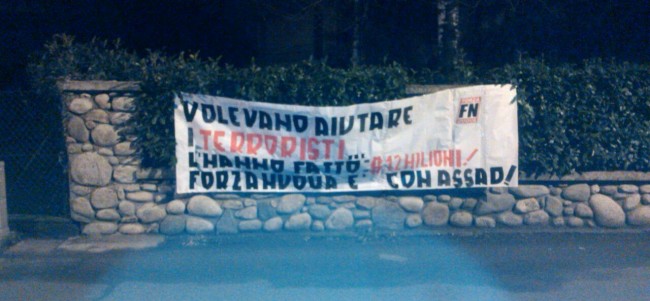 VOLEVANO AIUTARE
I TERRORISTI...
L'HANNO FATTO: A 12 MILIONI!
FORZA NUOVA È CON ASSAD!
FN